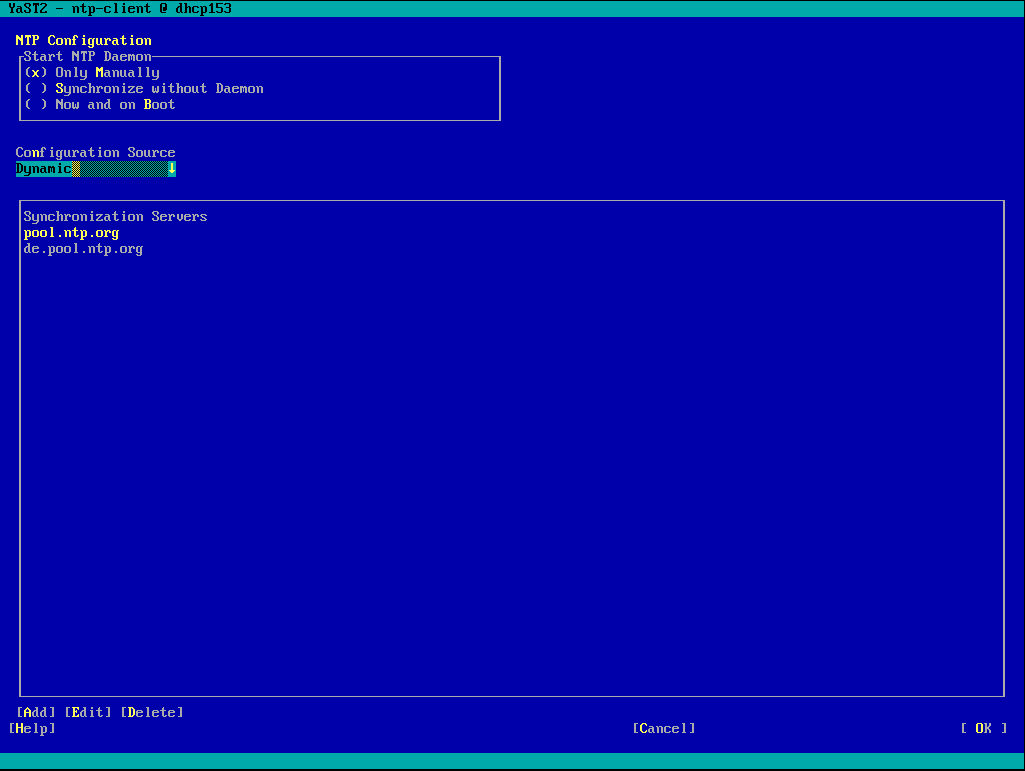 YaST2 - ntp-client @ dhcp153
NTP Configuration
Start NTP Daemon
(x) Only Manually
( ) Synchronize without Daemon
( ) Now and on Boot
Configuration Source
Dynamic↓
Synchronization Servers
pool.ntp.org
de.pool.ntp.org
[Add] [Edit] [Delete]
[Help] [Cancel] [ OK ]